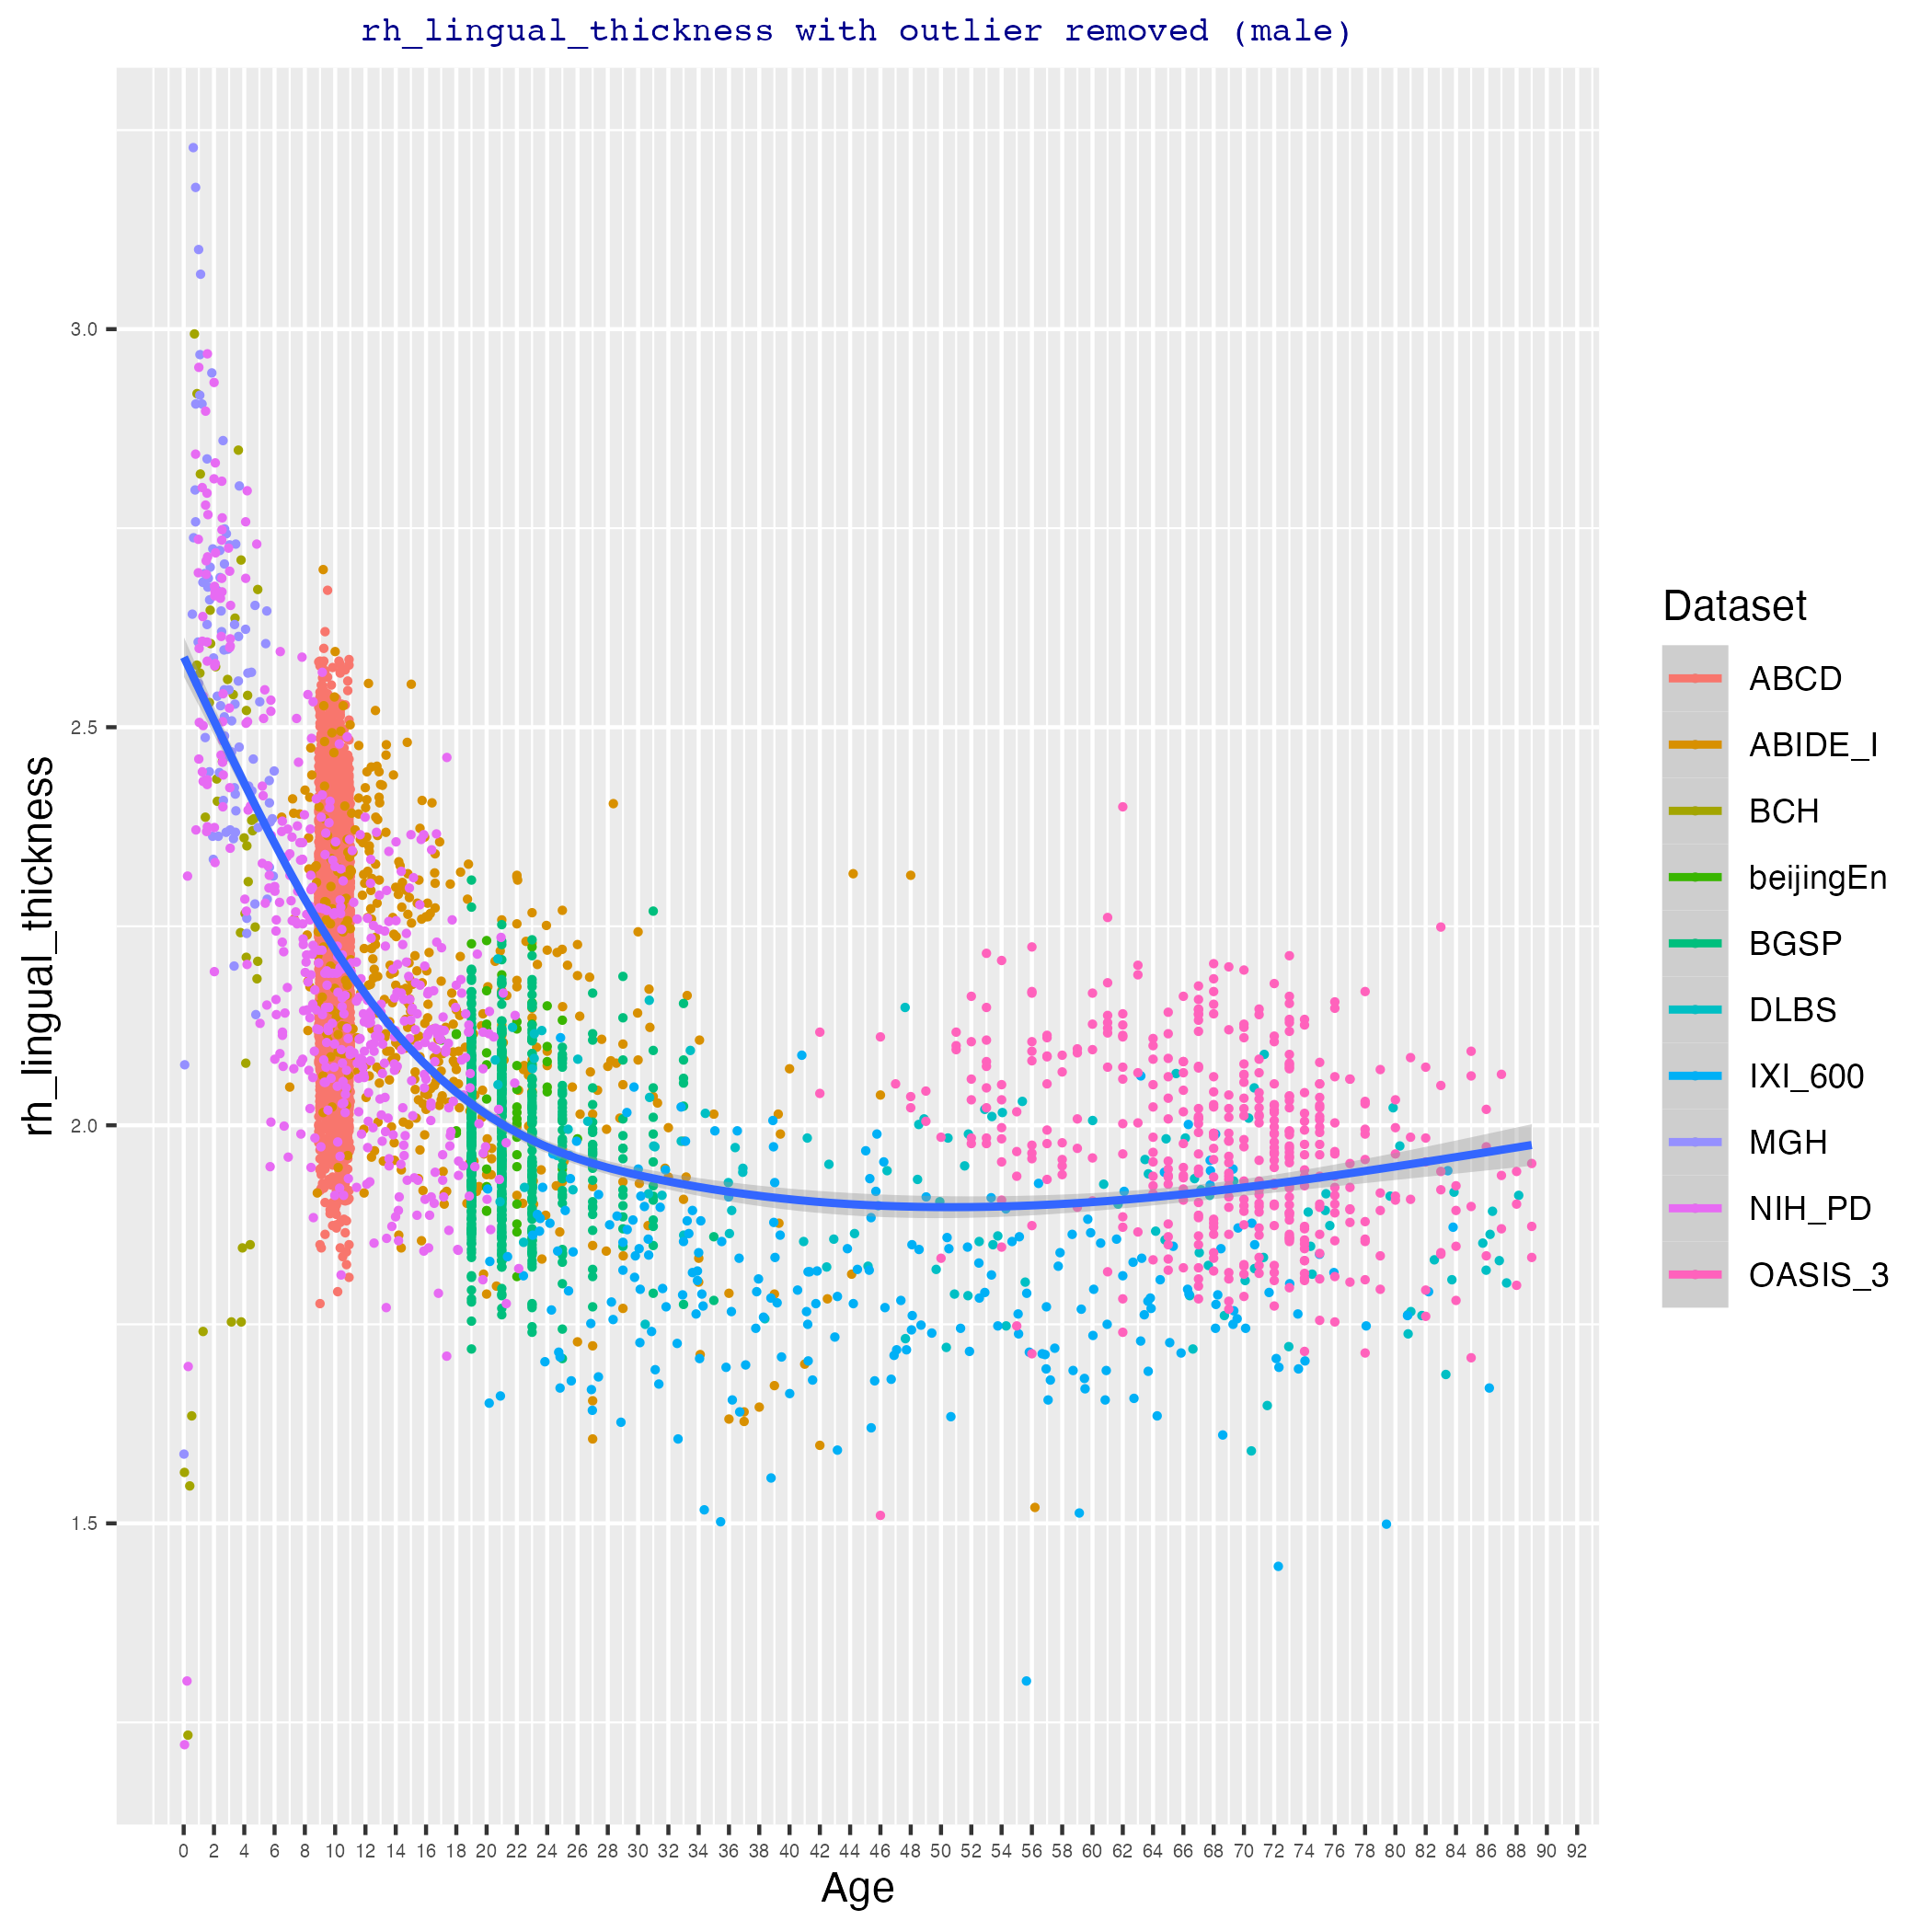 rh_lingual_thickness with outlier removed (male)
rh_lingual_thickness
3.0
2.5
2.0
1.5
0 2 4 6 8 10 12 14 16 18 20 22 24 26 28 30 32 34 36 38 40 42 44 46 48 50 52 54 56 58 60 62 64 66 68 70 72 74 76 78 80 82 84 86 88 90 92
Age
Dataset
ABCD
ABIDE_I
BCH
beijingEn
BGSP
DLBS
IXI_600
MGH
NIH_PD
OASIS_3